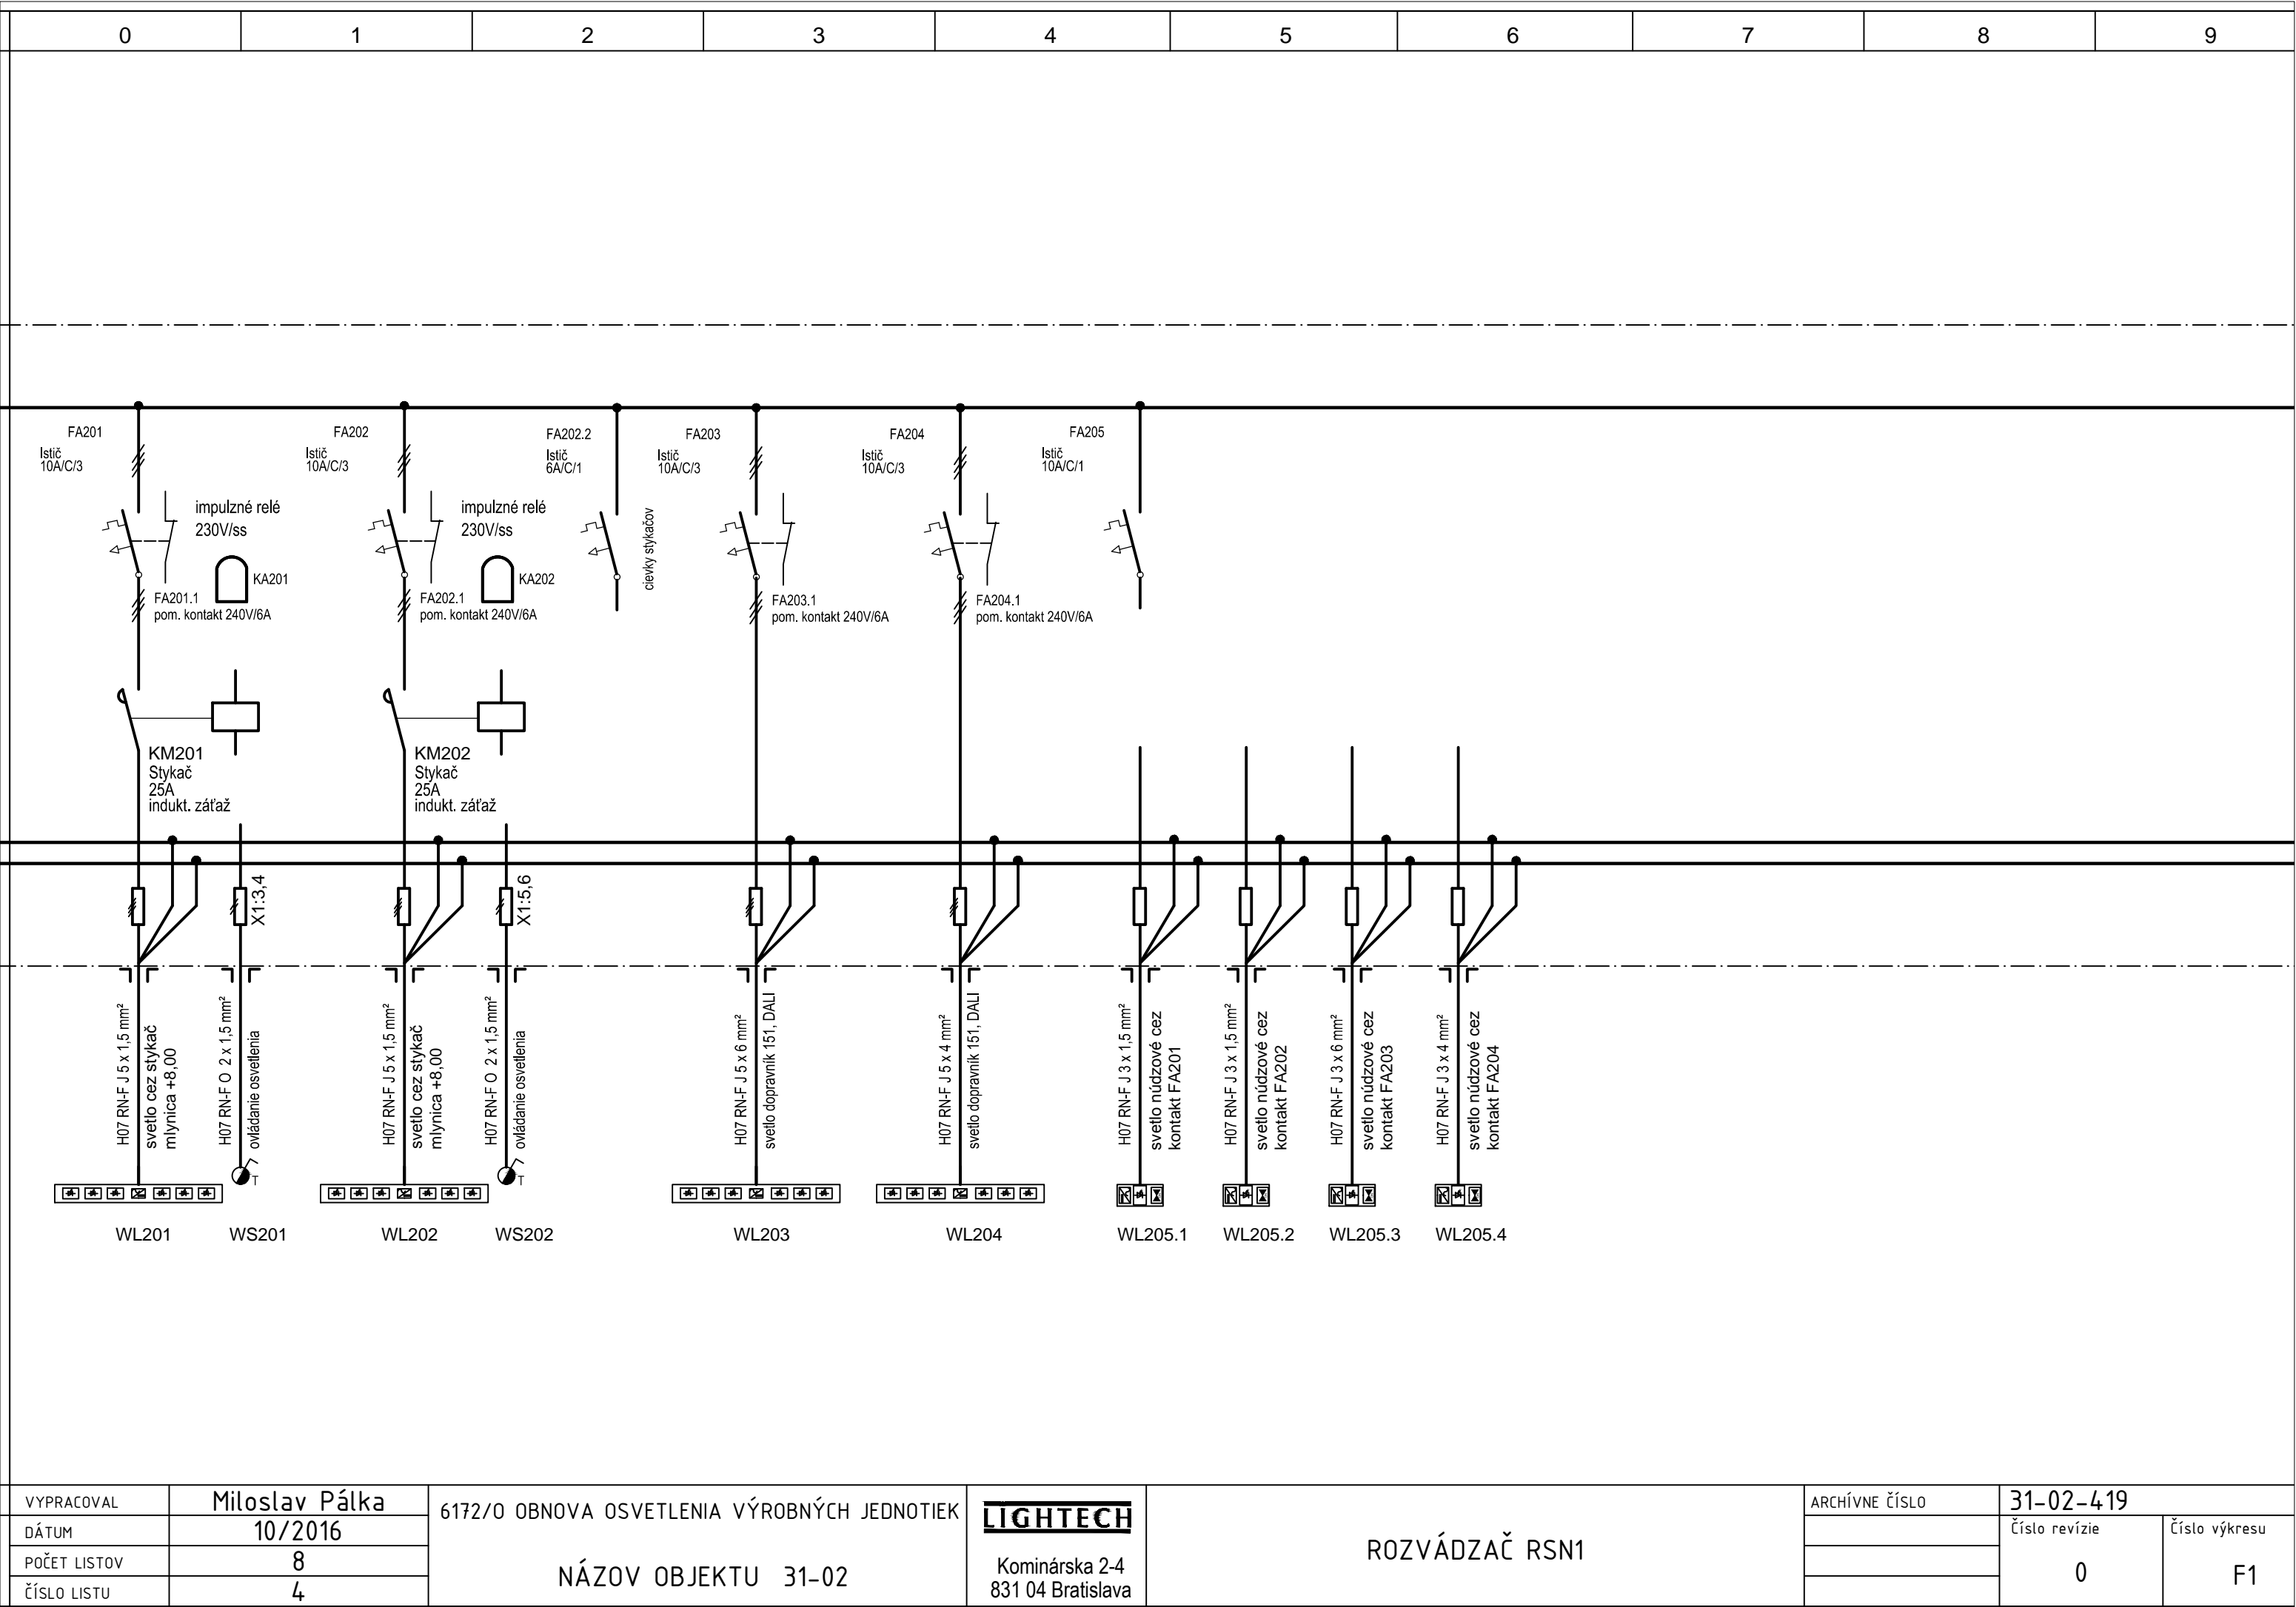 0 1 2 3 4 5 6 7 8 9
FA201
Istič
10A/C/3
impulzné relé
230V/ss
KA201
FA201.1
pom. kontakt 240V/6A
KM201
Stykač
25A
indukt. záťaž
X1:3,4
FA202
Istič
10A/C/3
impulzné relé
230V/ss
KA202
FA202.1
pom. kontakt 240V/6A
KM202
Stykač
25A
indukt. záťaž
X1:5,6
FA202.2
Istič
6A/C/1
cievky stykačov
FA203
Istič
10A/C/3
FA203.1
pom. kontakt 240V/6A
FA204
Istič
10A/C/3
FA204.1
pom. kontakt 240V/6A
FA205
Istič
10A/C/1
H07 RN-F J 5 x 1,5 mm²
svetlo cez stykač
mlynica +8,00
H07 RN-F O 2 x 1,5 mm²
ovládanie osvetlenia
T
H07 RN-F J 5 x 1,5 mm²
svetlo cez stykač
mlynica +8,00
H07 RN-F O 2 x 1,5 mm²
ovládanie osvetlenia
T
H07 RN-F J 5 x 6 mm²
svetlo dopravník 151, DALI
H07 RN-F J 5 x 4 mm²
svetlo dopravník 151, DALI
H07 RN-F J 3 x 1,5 mm²
svetlo núdzové cez
kontakt FA201
H07 RN-F J 3 x 1,5 mm²
svetlo núdzové cez
kontakt FA202
H07 RN-F J 3 x 6 mm²
svetlo núdzové cez
kontakt FA203
H07 RN-F J 3 x 4 mm²
svetlo núdzové cez
kontakt FA204
WL201 WS201 WL202 WS202 WL203 WL204 WL205.1 WL205.2 WL205.3 WL205.4
VYPRACOVAL Miloslav Pálka
DÁTUM 10/2016
POČET LISTOV 8
ČÍSLO LISTU 4
6172/O OBNOVA OSVETLENIA VÝROBNÝCH JEDNOTIEK
NÁZOV OBJEKTU 31-02
LIGHTECH
Kominárska 2-4
831 04 Bratislava
ROZVÁDZAČ RSN1
ARCHÍVNE ČÍSLO 31-02-419
Číslo revízie
0
Číslo výkresu
F1